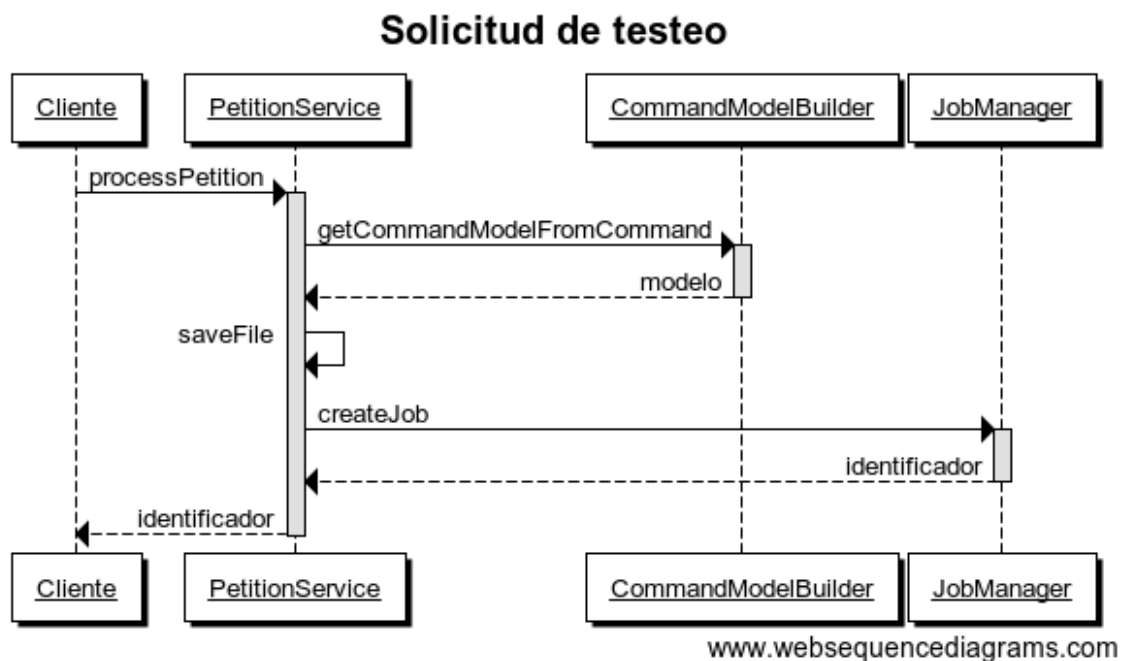 Solicitud de testeo
Cliente PetitionService CommandModelBuilder JobManager
processPetition
getCommandModelFromCommand
modelo
saveFile
createJob
identificador
identificador
Cliente PetitionService CommandModelBuilder JobManager
www.websequencediagrams.com